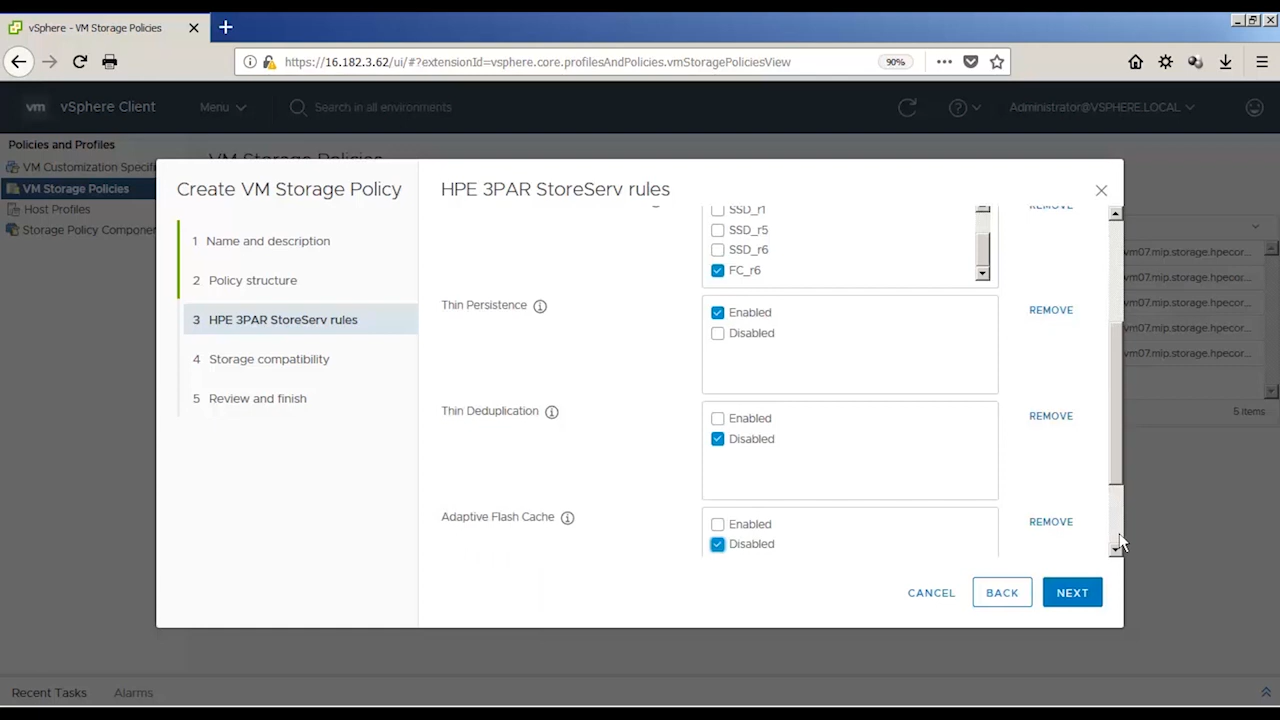 vSphere - VM Storage Policies
https://16.182.3.62/ui/#?extensionId=vsphere.core.profilesAndPolicies.vmStoragePoliciesView
90%
vm vSphere Client
Menu
Search in all environments
Administrator@VSPHERE.LOCAL
Policies and Profiles
VM Customization Specifi
VM Storage Policies
Host Profiles
Storage Policy Componen
VM Storage Policies
Create VM Storage Policy
1 Name and description
2 Policy structure
3 HPE 3PAR StoreServ rules
4 Storage compatibility
5 Review and finish
HPE 3PAR StoreServ rules
SSD_r1
REMOVE
SSD_r5
SSD_r6
FC_r6
Thin Persistence
Enabled
Disabled
REMOVE
Thin Deduplication
Enabled
Disabled
REMOVE
Adaptive Flash Cache
Enabled
Disabled
REMOVE
CANCEL
BACK
NEXT
vm07.mip.storage.hpecor...
vm07.mip.storage.hpecor...
vm07.mip.storage.hpecor...
vm07.mip.storage.hpecor...
vm07.mip.storage.hpecor...
5 items
Recent Tasks
Alarms